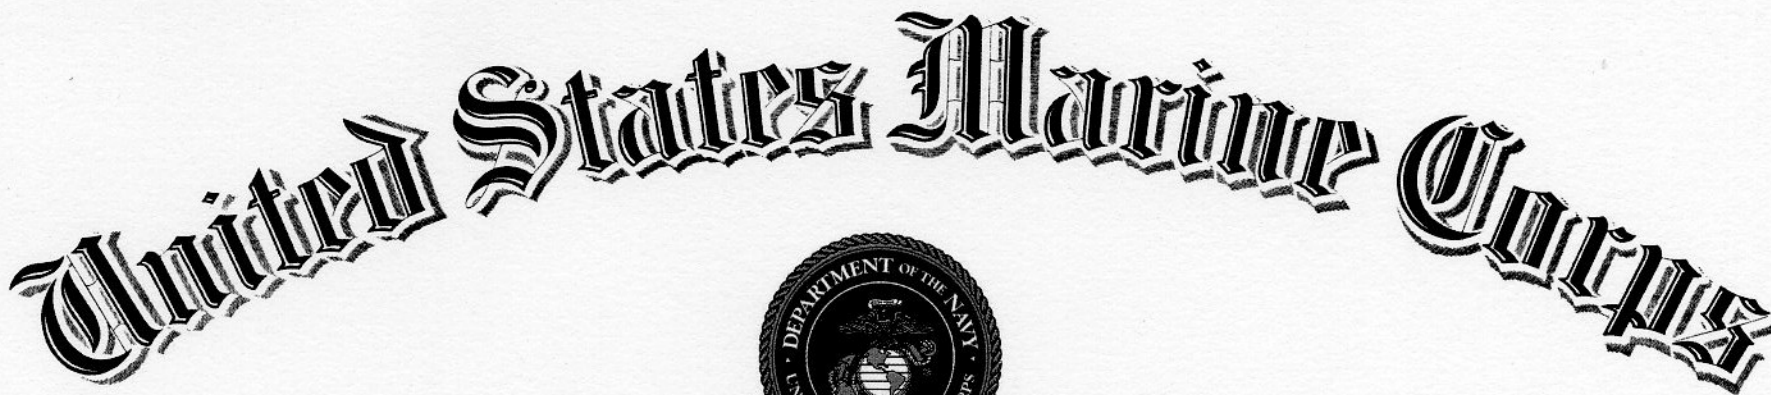 United States Marine Corps
DEPARTMENT OF THE NAVY